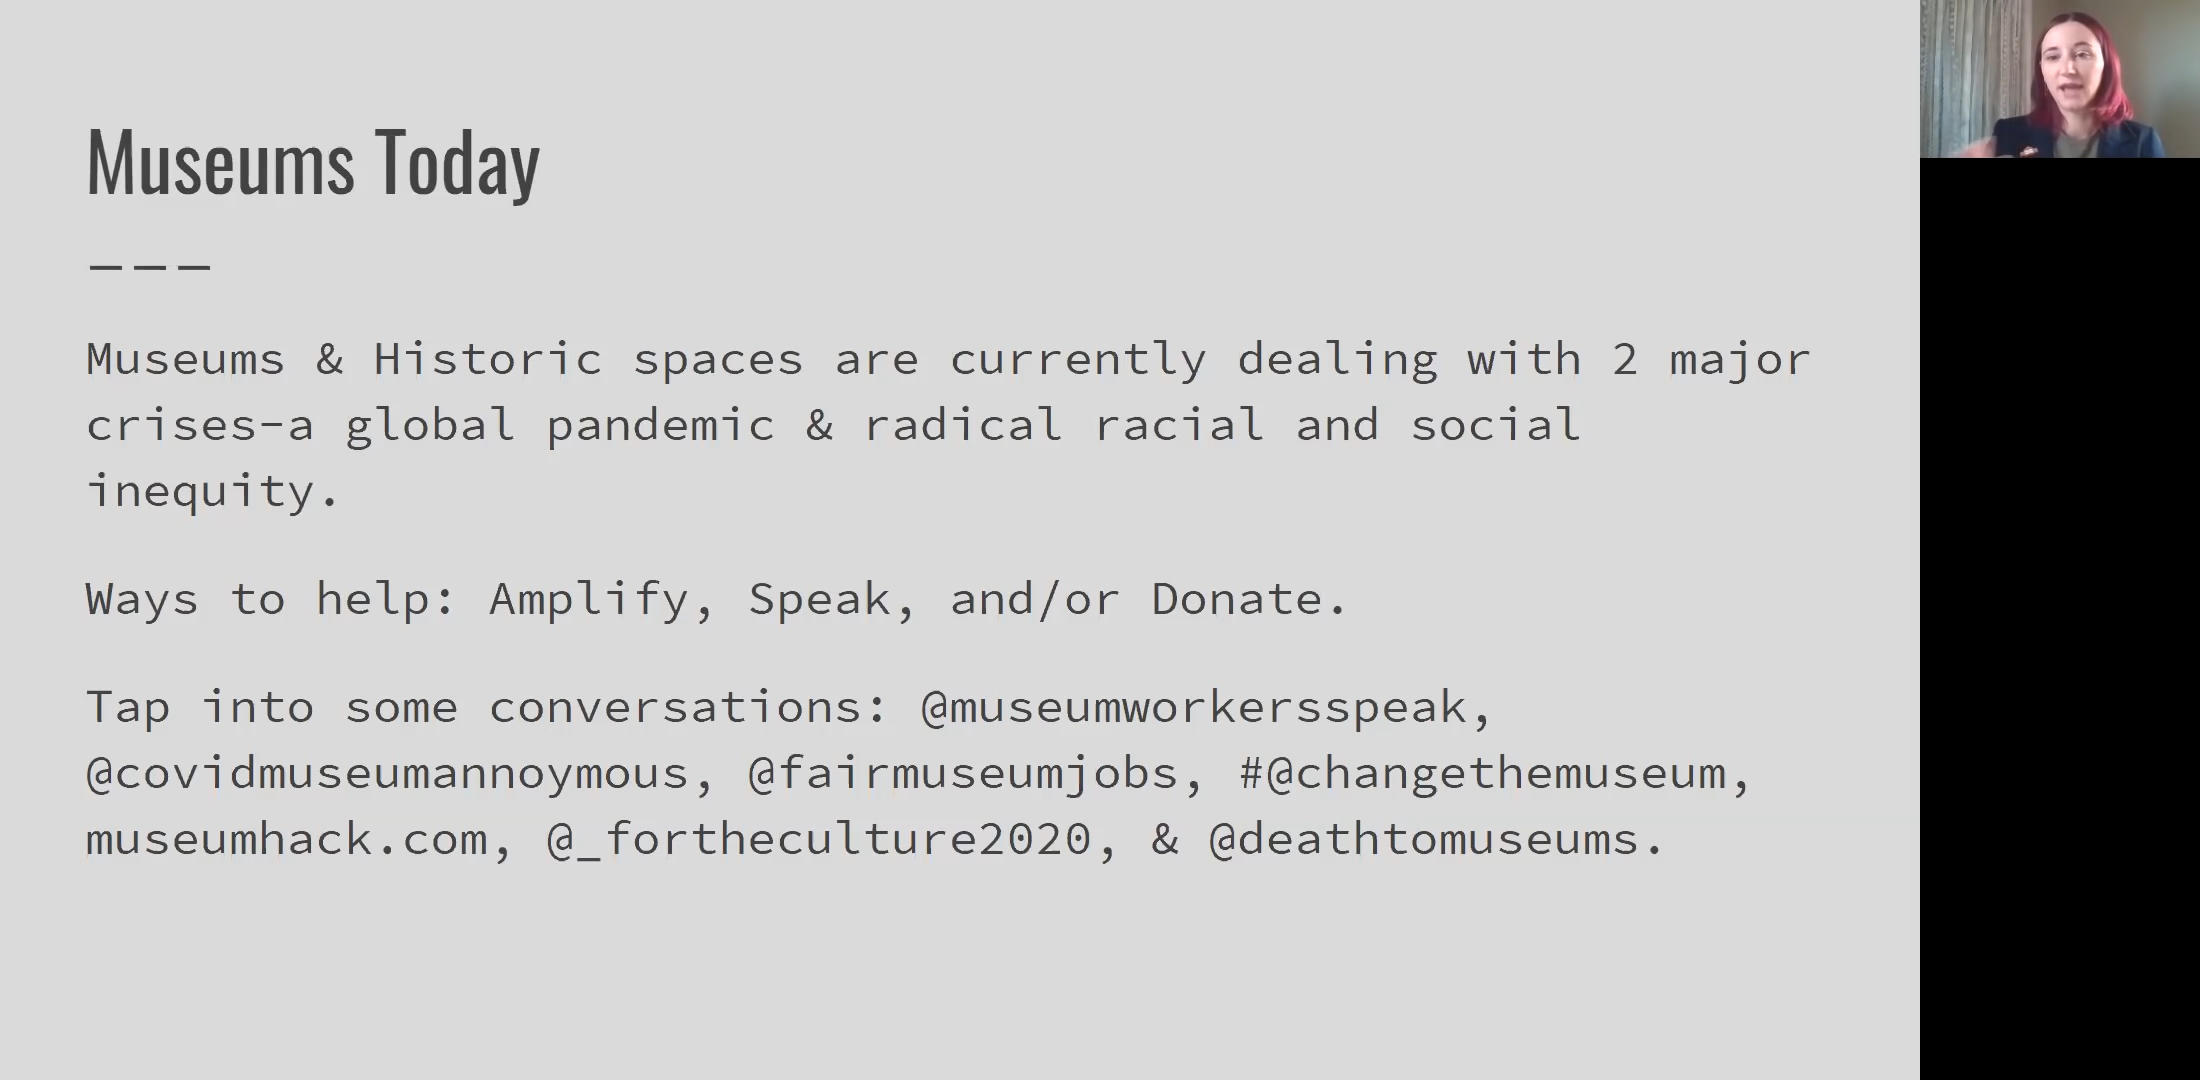 Museums Today
———
Museums & Historic spaces are currently dealing with 2 major
crises-a global pandemic & radical racial and social
inequity.
Ways to help: Amplify, Speak, and/or Donate.
Tap into some conversations: @museumworkersspeak,
@covidmuseumannoymous, @fairmuseumjobs, #@changethemuseum,
museumhack.com, @_fortheculture2020, & @deathtomuseums.